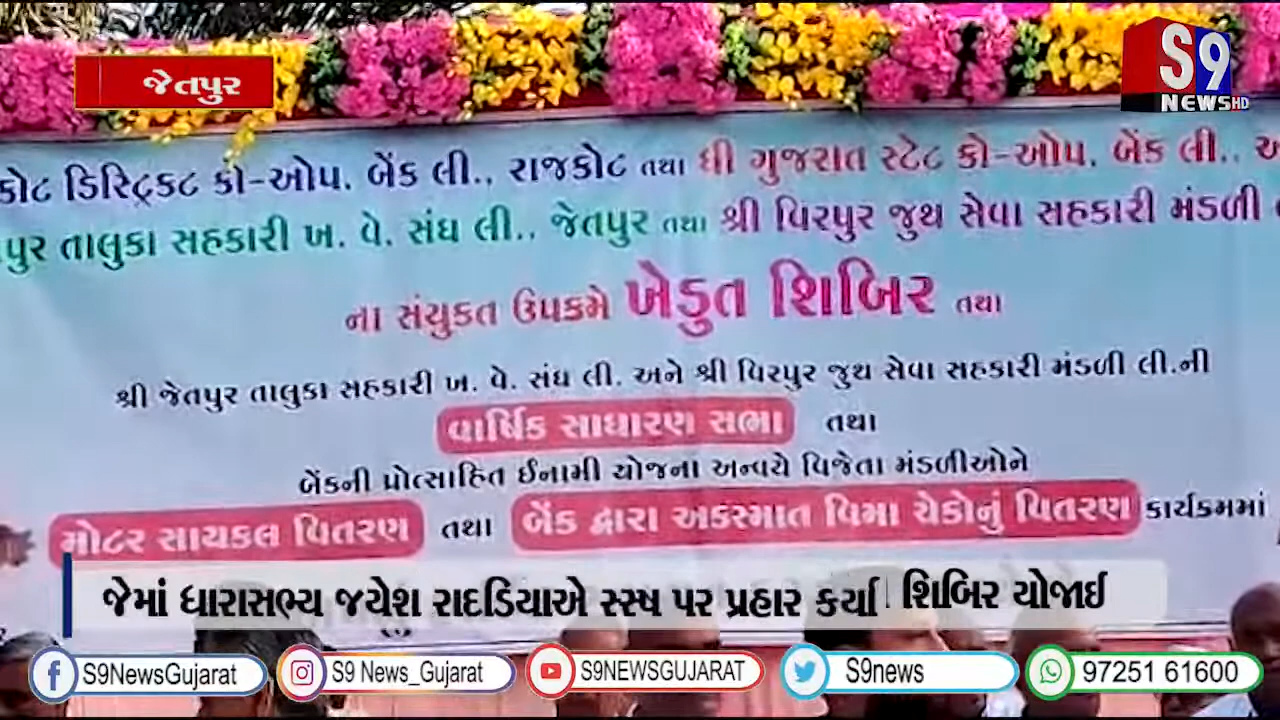 જેતપુર
S9
NEWS HD
કોટ ડિસ્ટ્રિકટ કો-ઓપ. બેંક લી., રાજકોટ તથા ધી ગુજરાત સ્ટેટ કો-ઓપ. બેંક લી..
પુર તાલુકા સહકારી ખ. વે. સંઘ લી., જેતપુર તથા શ્રી વિરપુર જુથ સેવા સહકારી મંડળી
ના સંયુકત ઉપક્રમે ખેડુત શિબિર તથા
શ્રી જેતપુર તાલુકા સહકારી ખ. વે. સંઘ લી. અને શ્રી વિરપુર જુથ સેવા સહકારી મંડળી લી.ની
વાર્ષિક સાધારણ સભા તથા
બેંકની પ્રોત્સાહિત ઈનામી યોજના અન્વયે વિજેતા મંડળીઓને
મોટર સાયકલ વિતરણ તથા બેંક દ્વારા અકસ્માત વિમા ચેકોનું વિતરણ કાર્યક્રમમાં
જેમાં ધારાસભ્ય જયેશ રાદડિયાએ સ્સ્ષ પર પ્રહાર કર્યા શિબિર યોજાઈ
S9NewsGujarat S9 News_Gujarat S9NEWSGUJARAT S9news 97251 61600